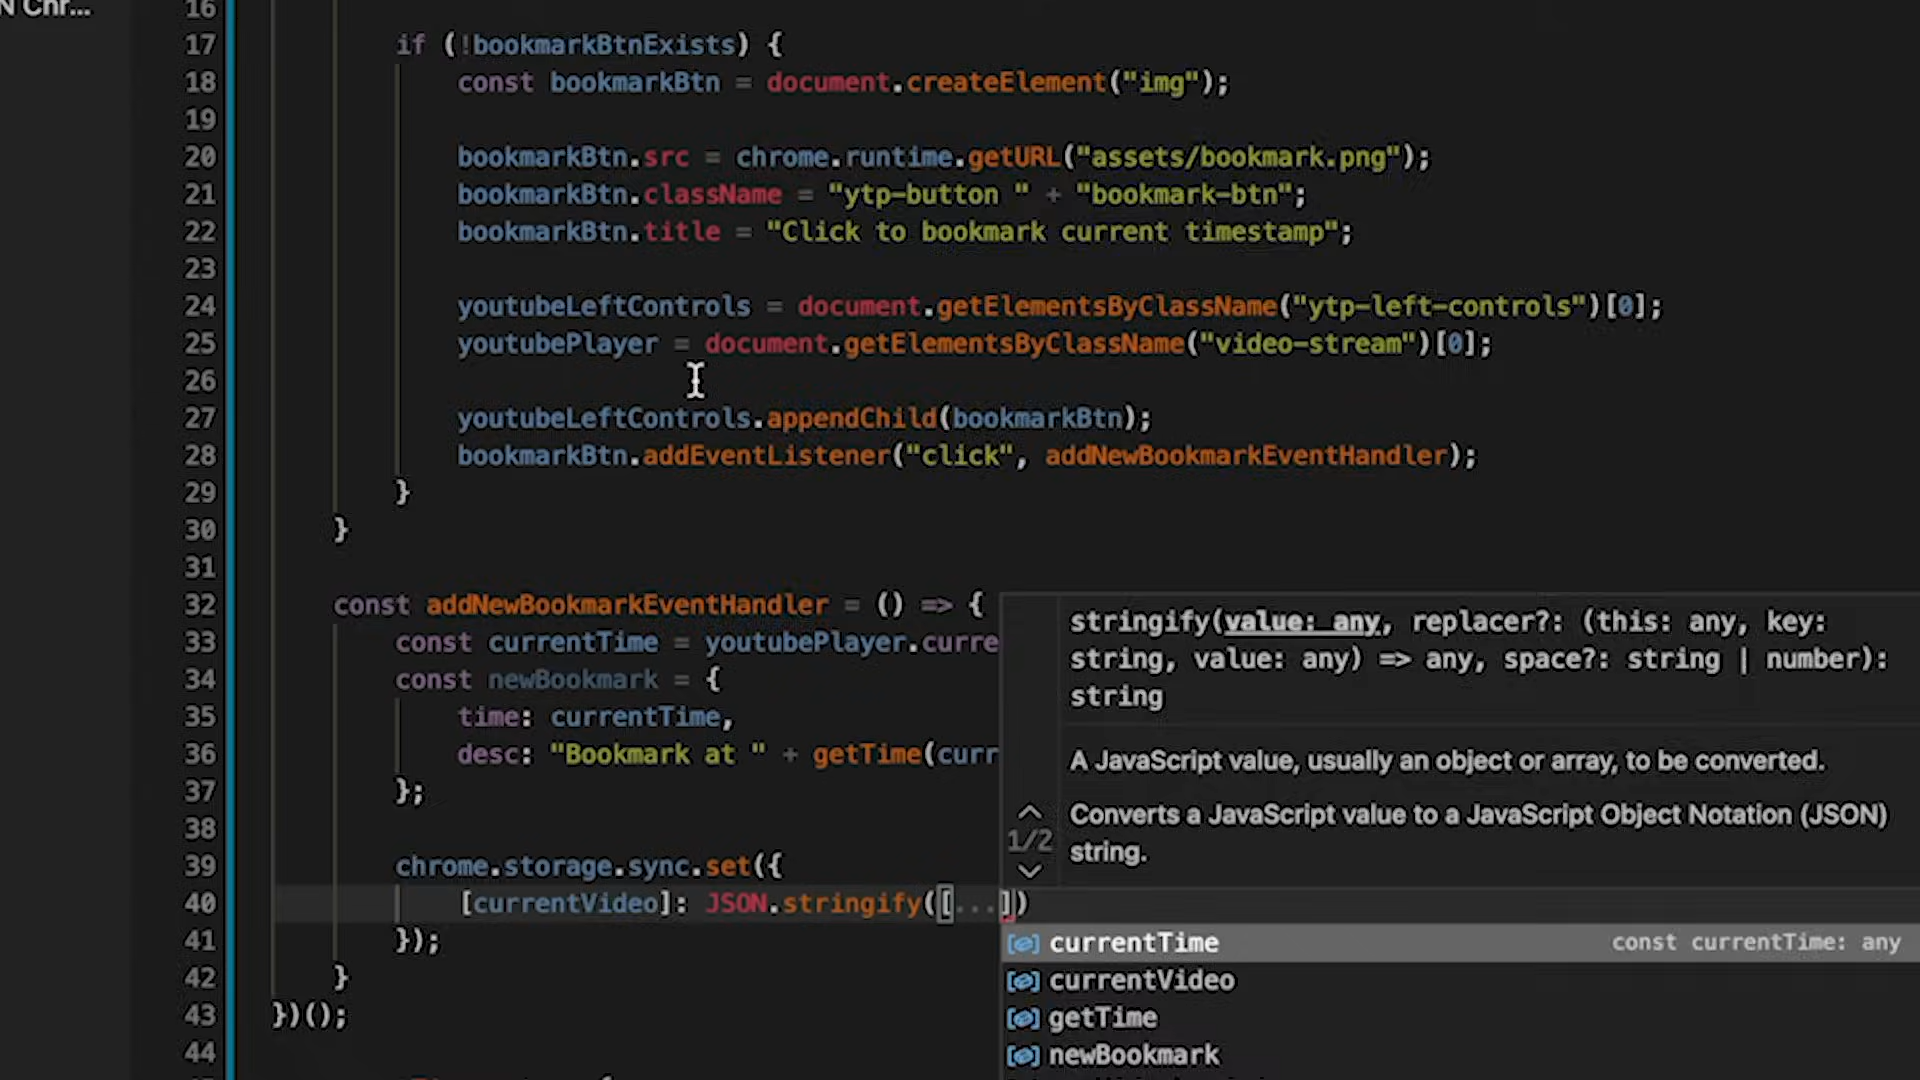 N Chr...
16
17 if (!bookmarkBtnExists) {
18 const bookmarkBtn = document.createElement("img");
19
20 bookmarkBtn.src = chrome.runtime.getURL("assets/bookmark.png");
21 bookmarkBtn.className = "ytp-button " + "bookmark-btn";
22 bookmarkBtn.title = "Click to bookmark current timestamp";
23
24 youtubeLeftControls = document.getElementsByClassName("ytp-left-controls")[0];
25 youtubePlayer = document.getElementsByClassName("video-stream")[0];
26
27 youtubeLeftControls.appendChild(bookmarkBtn);
28 bookmarkBtn.addEventListener("click", addNewBookmarkEventHandler);
29 }
30 }
31
32 const addNewBookmarkEventHandler = () => {
33 const currentTime = youtubePlayer.curre
34 const newBookmark = {
35 time: currentTime,
36 desc: "Bookmark at " + getTime(curr
37 };
38
39 chrome.storage.sync.set({
40 [currentVideo]: JSON.stringify([...])
41 });
42 }
43 })();
44
stringify(value: any, replacer?: (this: any, key:
string, value: any) => any, space?: string | number):
string
A JavaScript value, usually an object or array, to be converted.
Converts a JavaScript value to a JavaScript Object Notation (JSON)
1/2
string.
currentTime const currentTime: any
currentVideo
getTime
newBookmark